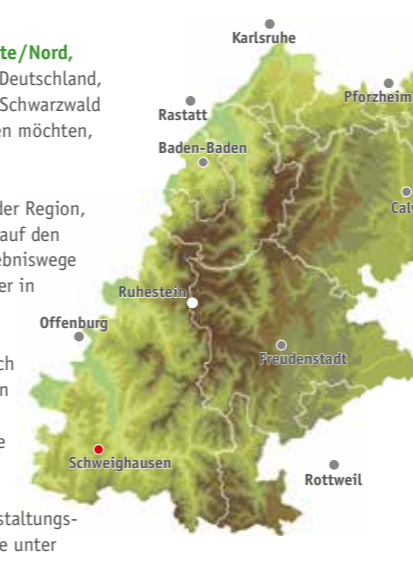 te/Nord,
Deutschland,
Schwarzwald
en möchten,
der Region,
auf den
ebniswege
er in
ch
n
e
staltungs-
e unter
Karlsruhe
Pforzheim
Rastatt
Baden-Baden
Cal
Ruhestein
Offenburg
Freudenstadt
Schweighausen
Rottweil